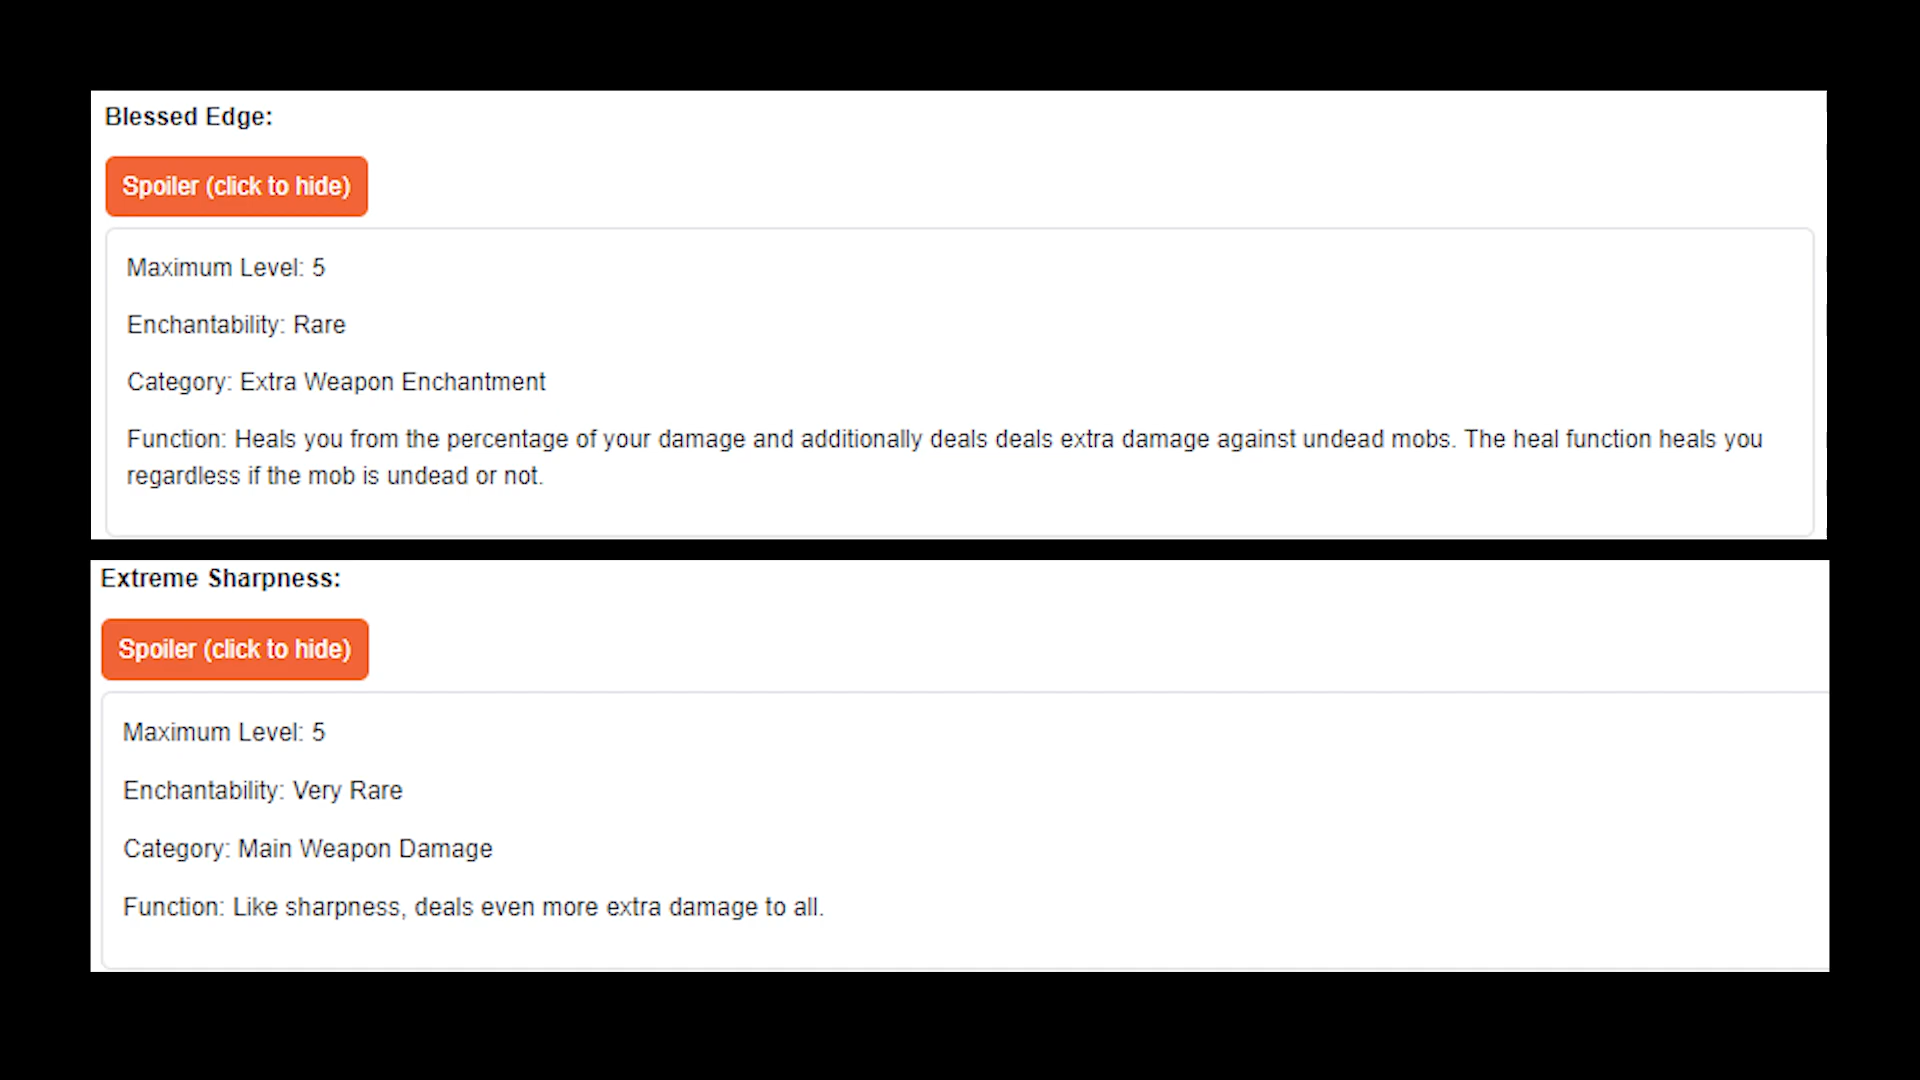 Blessed Edge:
Spoiler (click to hide)
Maximum Level: 5
Enchantability: Rare
Category: Extra Weapon Enchantment
Function: Heals you from the percentage of your damage and additionally deals deals extra damage against undead mobs. The heal function heals you
regardless if the mob is undead or not.
Extreme Sharpness:
Spoiler (click to hide)
Maximum Level: 5
Enchantability: Very Rare
Category: Main Weapon Damage
Function: Like sharpness, deals even more extra damage to all.